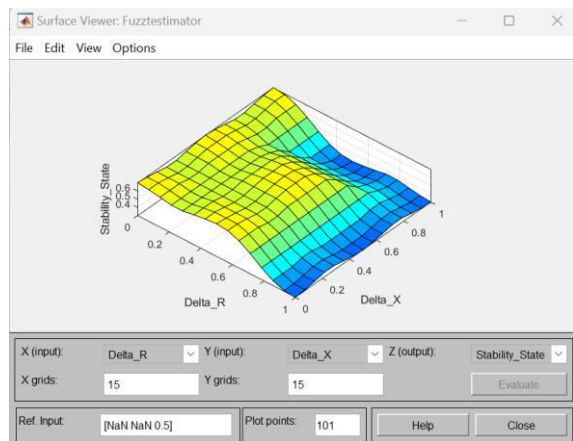 Surface Viewer: Fuzztestimator
File Edit View Options
Stability_State
0.6
0.5
0.4
0
0.2
0.4
0.6
0.8
1
Delta_R
0
0.2
0.4
0.6
0.8
1
Delta_X
X (input): Delta_R Y (input): Delta_X Z (output): Stability_State
X grids: 15 Y grids: 15 Evaluate
Ref. Input: [NaN NaN 0.5] Plot points: 101 Help Close